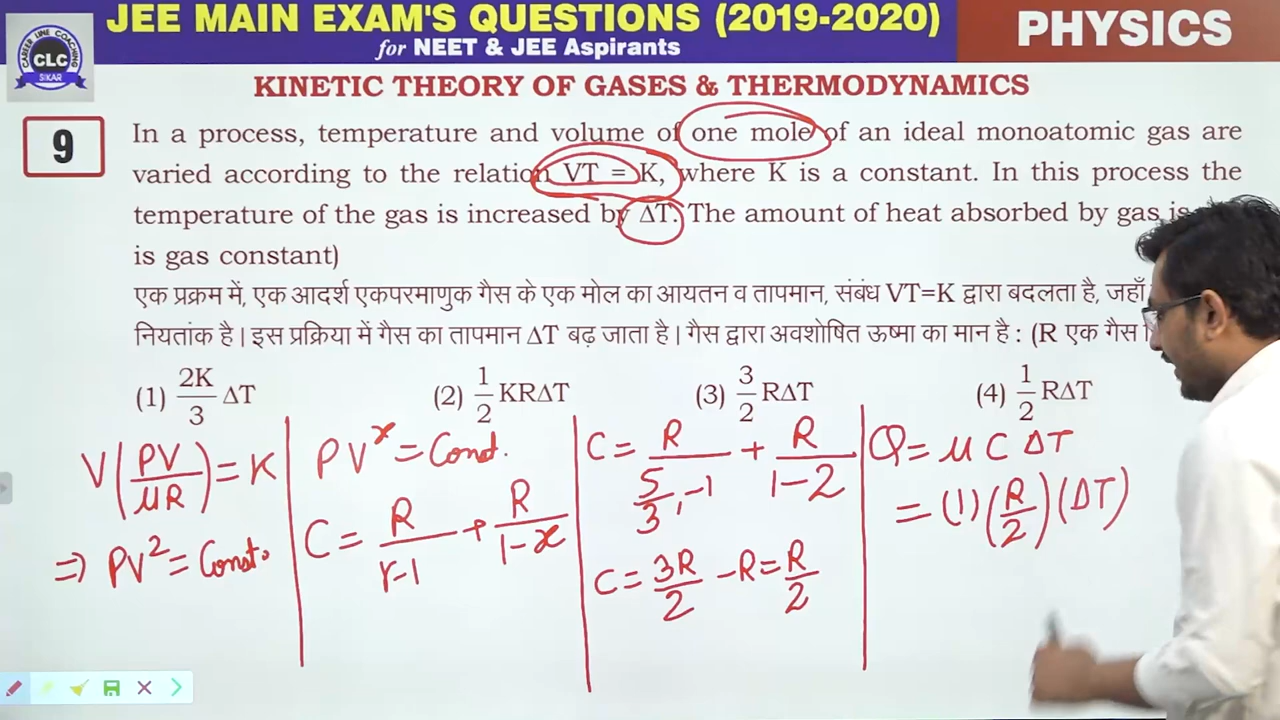 JEE MAIN EXAM'S QUESTIONS (2019-2020)
for NEET & JEE Aspirants
PHYSICS
CAREER LINE COACHING
CLC
SIKAR
KINETIC THEORY OF GASES & THERMODYNAMICS
9
In a process, temperature and volume of one mole of an ideal monoatomic gas are
varied according to the relation VT = K, where K is a constant. In this process the
temperature of the gas is increased by ΔT. The amount of heat absorbed by gas is
is gas constant)
एक प्रक्रम में, एक आदर्श एकपरमाणुक गैस के एक मोल का आयतन व तापमान, संबंध VT=K द्वारा बदलता है, जहाँ
नियतांक है। इस प्रक्रिया में गैस का तापमान ΔT बढ़ जाता है। गैस द्वारा अवशोषित ऊष्मा का मान है : (R एक गैस
(1) 2K/3 ΔT (2) 1/2 KRΔT (3) 3/2 RΔT (4) 1/2 RΔT
V(PV/μR) = K
⇒ PV² = Const.
PV^x = Const.
C = R/γ-1 + R/1-x
C = R/5/3-1 + R/1-2
C = 3R/2 - R = R/2
Q = μ C ΔT
= (1) (R/2) (ΔT)